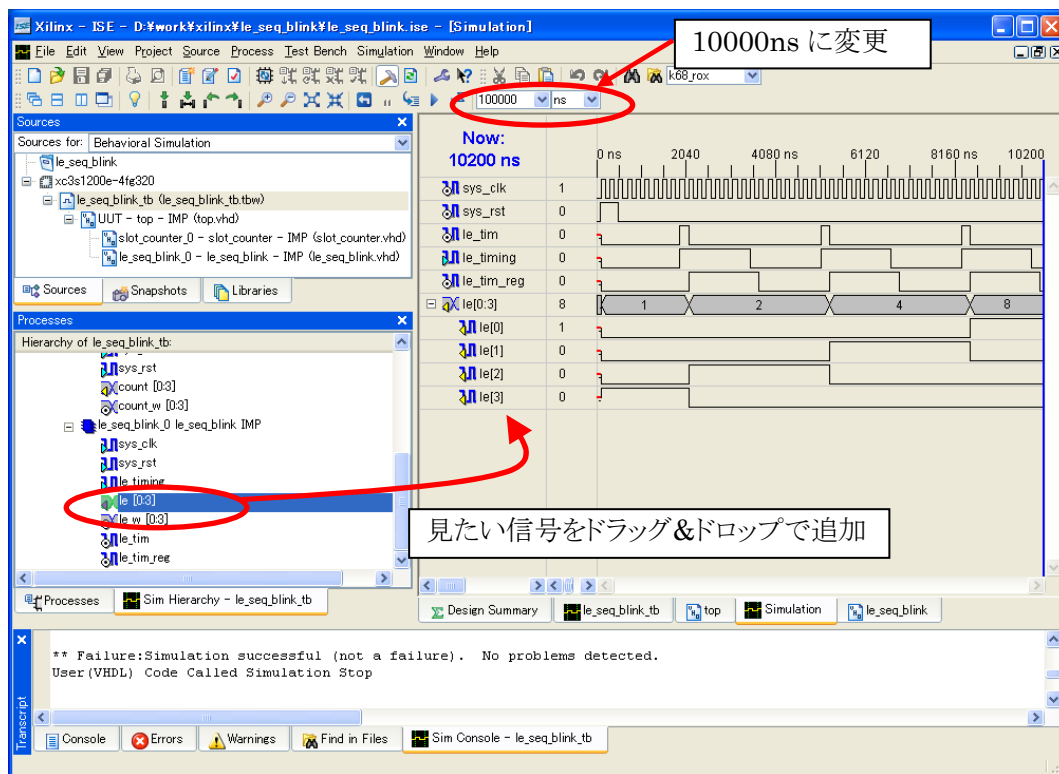 Xilinx - ISE - D:¥work¥xilinx¥le_seq_blink¥le_seq_blink.ise - [Simulation]
File Edit View Project Source Process Test Bench Simulation Window Help
10000ns に変更
k68_rox
100000 ns
Sources
Sources for: Behavioral Simulation
le_seq_blink
xc3s1200e-4fg320
le_seq_blink_tb (le_seq_blink_tb.tbw)
UUT - top - IMP (top.vhd)
slot_counter_0 - slot_counter - IMP (slot_counter.vhd)
le_seq_blink_0 - le_seq_blink - IMP (le_seq_blink.vhd)
Sources Snapshots Libraries
Processes
Hierarchy of le_seq_blink_tb:
sys_rst
count [0:3]
count_w [0:3]
le_seq_blink_0 le_seq_blink IMP
sys_clk
sys_rst
le_timing
le [0:3]
le_w [0:3]
le_tim
le_tim_reg
Processes Sim Hierarchy - le_seq_blink_tb
Now:
10200 ns
0 ns 2040 4080 ns 6120 8160 ns 10200
sys_clk 1
sys_rst 0
le_tim 0
le_timing 0
le_tim_reg 0
le[0:3] 8 1 2 4 8
le[0] 1
le[1] 0
le[2] 0
le[3] 0
見たい信号をドラッグ&ドロップで追加
Design Summary le_seq_blink_tb top Simulation le_seq_blink
** Failure:Simulation successful (not a failure). No problems detected.
User(VHDL) Code Called Simulation Stop
Transcript
Console Errors Warnings Find in Files Sim Console - le_seq_blink_tb